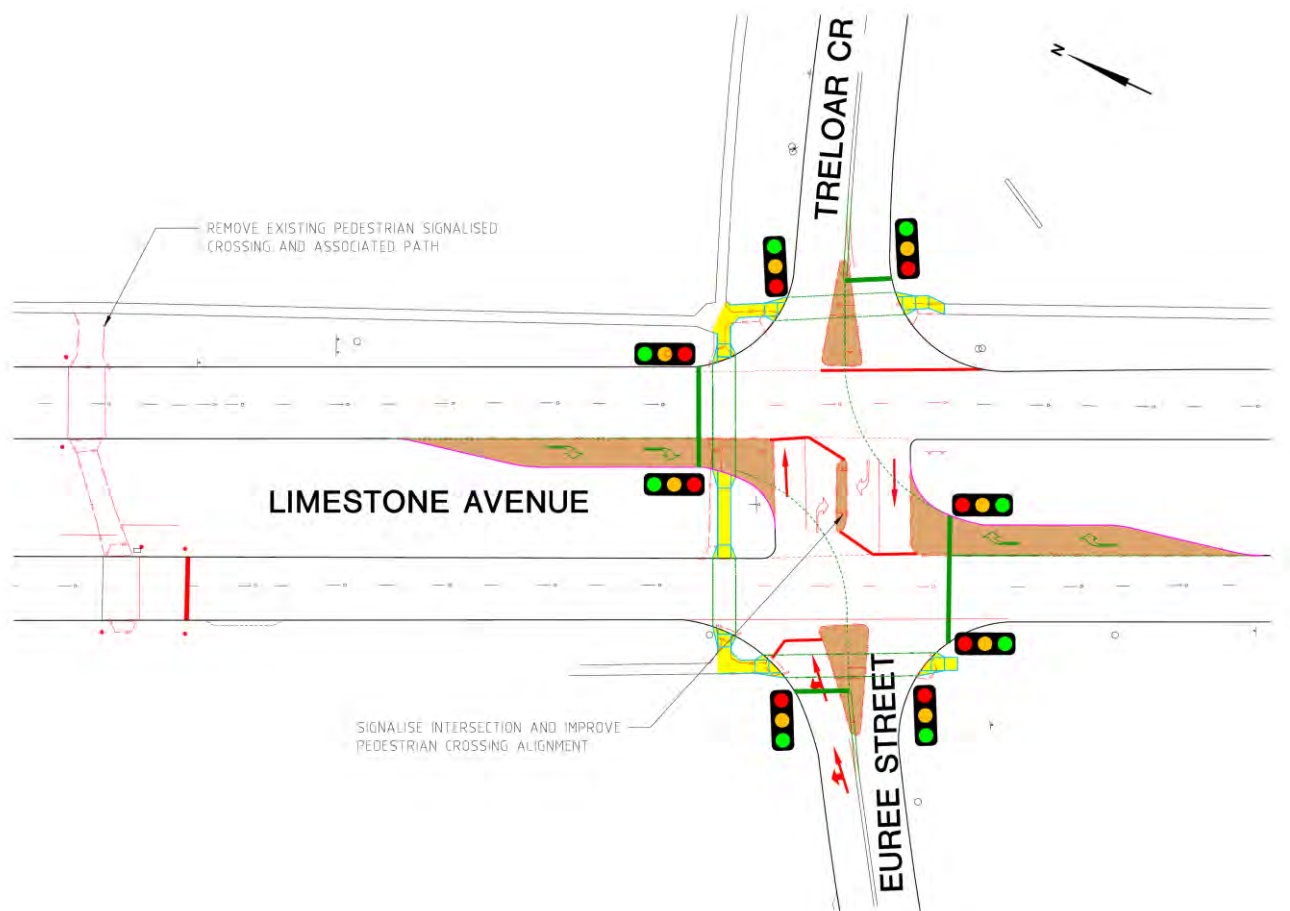 TRELOAR CR
N
REMOVE EXISTING PEDESTRIAN SIGNALISED
CROSSING AND ASSOCIATED PATH
LIMESTONE AVENUE
SIGNALISE INTERSECTION AND IMPROVE
PEDESTRIAN CROSSING ALIGNMENT
EUREE STREET